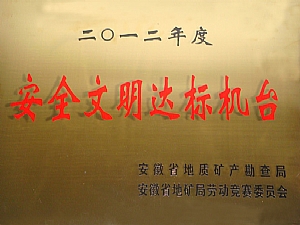 二〇一二年度
安全文明达标机台
安徽省地质矿产勘查局
安徽省地矿局劳动竞赛委员会